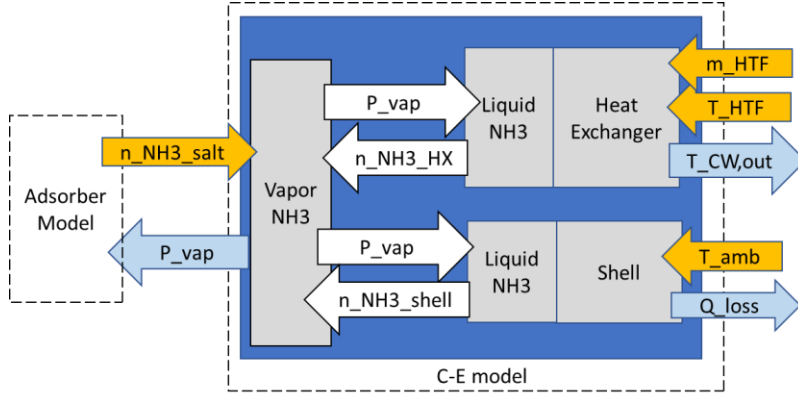 Adsorber
Model
n_NH3_salt
P_vap
Vapor
NH3
P_vap
n_NH3_HX
Liquid
NH3
Heat
Exchanger
m_HTF
T_HTF
T_CW,out
P_vap
n_NH3_shell
Liquid
NH3
Shell
T_amb
Q_loss
C-E model